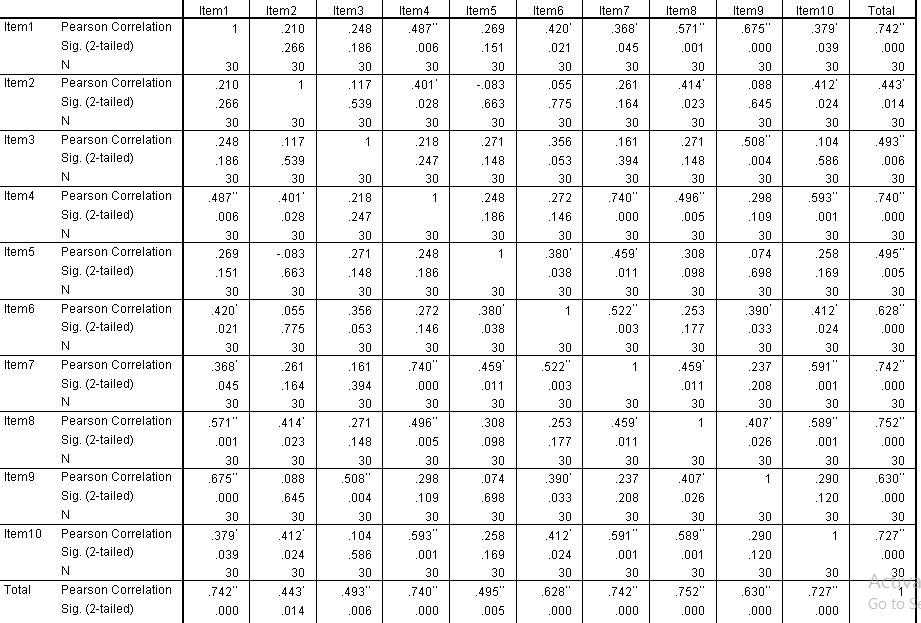 Item1 Item2 Item3 Item4 Item5 Item6 Item7 Item8 Item9 Item10 Total
Item1 Pearson Correlation 1 .210 .248 .487** .269 .420* .368* .571** .675** .379* .742**
Sig. (2-tailed) .266 .186 .006 .151 .021 .045 .001 .000 .039 .000
N 30 30 30 30 30 30 30 30 30 30 30
Item2 Pearson Correlation .210 1 .117 .401* -.083 .055 .261 .414* .088 .412* .443*
Sig. (2-tailed) .266 .539 .028 .663 .775 .164 .023 .645 .024 .014
N 30 30 30 30 30 30 30 30 30 30 30
Item3 Pearson Correlation .248 .117 1 .218 .271 .356 .161 .271 .508** .104 .493**
Sig. (2-tailed) .186 .539 .247 .148 .053 .394 .148 .004 .586 .006
N 30 30 30 30 30 30 30 30 30 30 30
Item4 Pearson Correlation .487** .401* .218 1 .248 .272 .740** .496** .298 .593** .740**
Sig. (2-tailed) .006 .028 .247 .186 .146 .000 .005 .109 .001 .000
N 30 30 30 30 30 30 30 30 30 30 30
Item5 Pearson Correlation .269 -.083 .271 .248 1 .380* .459* .308 .074 .258 .495**
Sig. (2-tailed) .151 .663 .148 .186 .038 .011 .098 .698 .169 .005
N 30 30 30 30 30 30 30 30 30 30 30
Item6 Pearson Correlation .420* .055 .356 .272 .380* 1 .522** .253 .390* .412* .628**
Sig. (2-tailed) .021 .775 .053 .146 .038 .003 .177 .033 .024 .000
N 30 30 30 30 30 30 30 30 30 30 30
Item7 Pearson Correlation .368* .261 .161 .740** .459* .522** 1 .459* .237 .591** .742**
Sig. (2-tailed) .045 .164 .394 .000 .011 .003 .011 .208 .001 .000
N 30 30 30 30 30 30 30 30 30 30 30
Item8 Pearson Correlation .571** .414* .271 .496** .308 .253 .459* 1 .407* .589** .752**
Sig. (2-tailed) .001 .023 .148 .005 .098 .177 .011 .026 .001 .000
N 30 30 30 30 30 30 30 30 30 30 30
Item9 Pearson Correlation .675** .088 .508** .298 .074 .390* .237 .407* 1 .290 .630**
Sig. (2-tailed) .000 .645 .004 .109 .698 .033 .208 .026 .120 .000
N 30 30 30 30 30 30 30 30 30 30 30
Item10 Pearson Correlation .379* .412* .104 .593** .258 .412* .591** .589** .290 1 .727**
Sig. (2-tailed) .039 .024 .586 .001 .169 .024 .001 .001 .120 .000
N 30 30 30 30 30 30 30 30 30 30 30
Total Pearson Correlation .742** .443* .493** .740** .495** .628** .742** .752** .630** .727** 1
Sig. (2-tailed) .000 .014 .006 .000 .005 .000 .000 .000 .000 .000
Activa
Go to Se